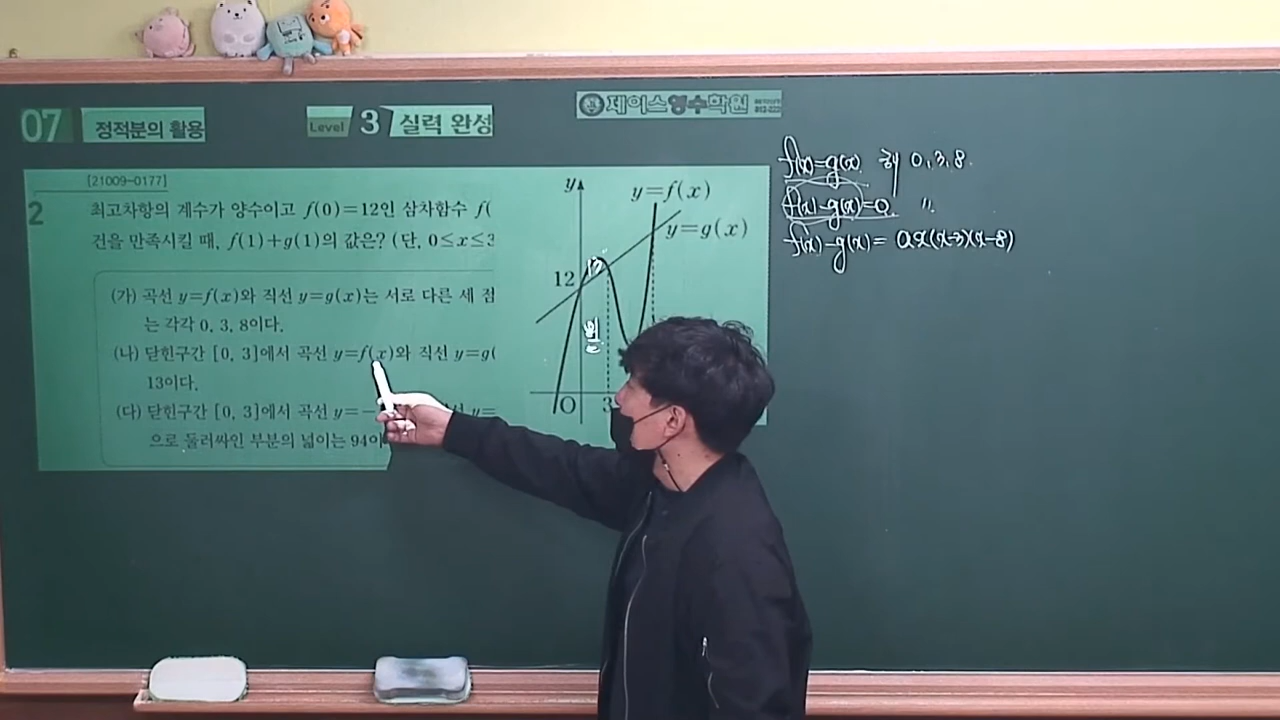 07 정적분의 활용
Level 3 실력 완성
제이스영수학원
[21009-0177]
2 최고차항의 계수가 양수이고 f(0)=12인 삼차함수 f(
건을 만족시킬 때, f(1)+g(1)의 값은? (단, 0≤x≤3
(가) 곡선 y=f(x)와 직선 y=g(x)는 서로 다른 세 점
는 각각 0, 3, 8이다.
(나) 닫힌구간 [0, 3]에서 곡선 y=f(x)와 직선 y=g(
13이다.
(다) 닫힌구간 [0, 3]에서 곡선 y=− y=
으로 둘러싸인 부분의 넓이는 94이
y
y=f(x)
y=g(x)
12
13
O 3
f(x)=g(x) 해 0, 3, 8.
f(x)-g(x)=0. 〃
f(x)-g(x)= ax(x-3)(x-8)